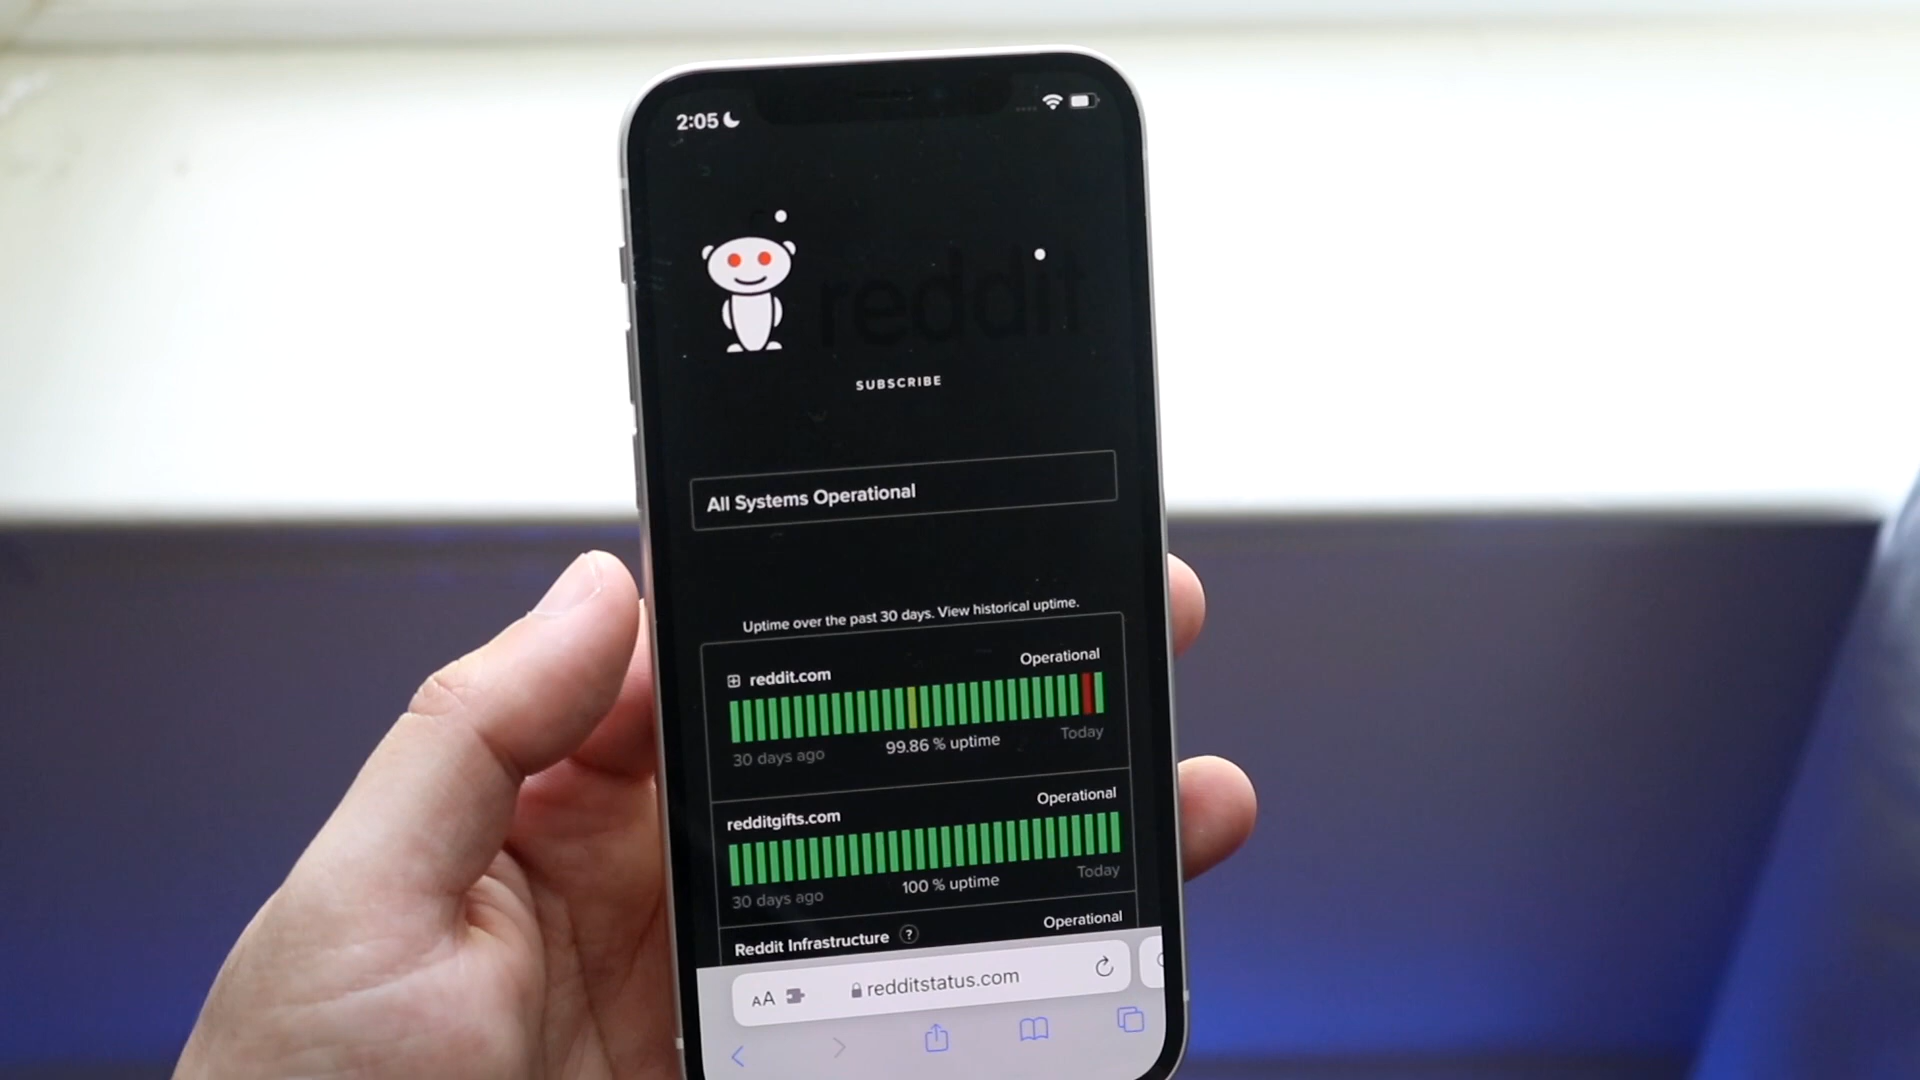 2:05
reddit
SUBSCRIBE
All Systems Operational
Uptime over the past 30 days. View historical uptime.
reddit.com Operational
30 days ago 99.86 % uptime Today
redditgifts.com Operational
30 days ago 100 % uptime Today
Reddit Infrastructure ? Operational
AA redditstatus.com